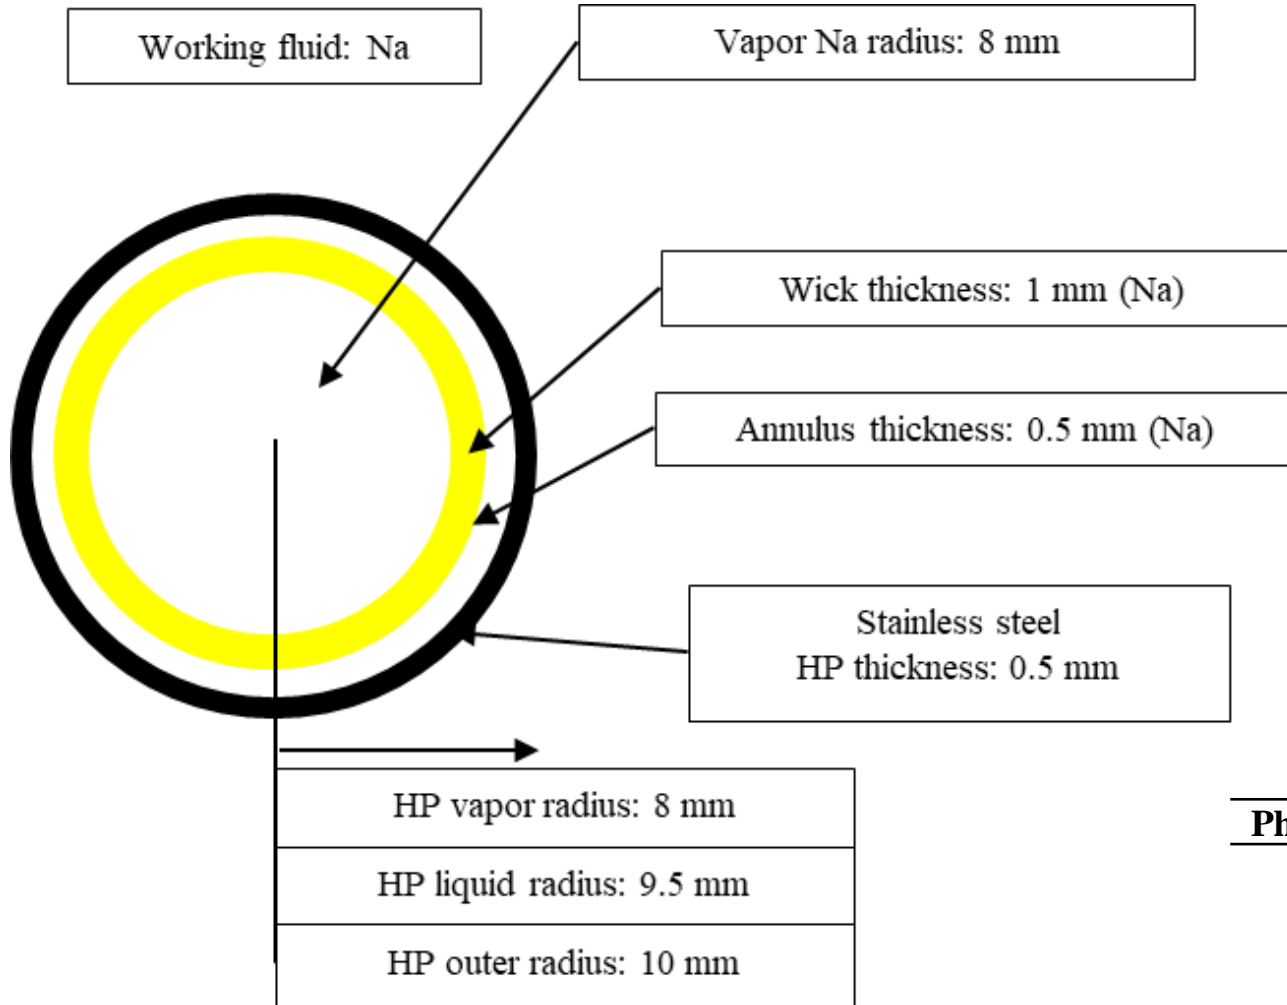 Working fluid: Na
Vapor Na radius: 8 mm
Wick thickness: 1 mm (Na)
Annulus thickness: 0.5 mm (Na)
Stainless steel
HP thickness: 0.5 mm
HP vapor radius: 8 mm
HP liquid radius: 9.5 mm
HP outer radius: 10 mm
Ph